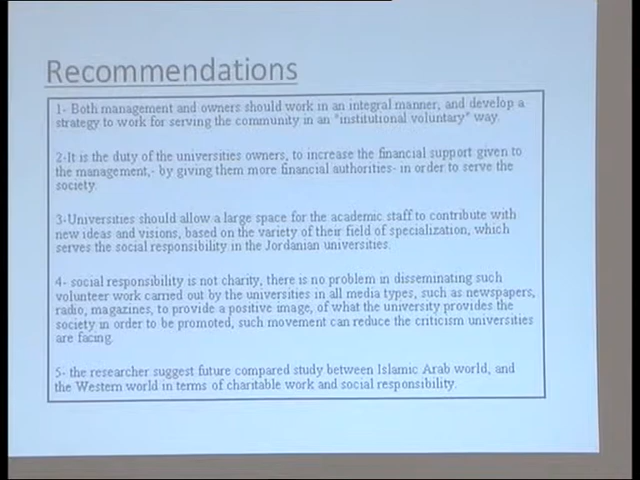 Recommendations
1- Both management and owners should work in an integral manner, and develop a
strategy to work for serving the community in an "institutional voluntary" way.
2-It is the duty of the universities owners, to increase the financial support given to
the management,- by giving them more financial authorities- in order to serve the
society.
3-Universities should allow a large space for the academic staff to contribute with
new ideas and visions, based on the variety of their field of specialization, which
serves the social responsibility in the Jordanian universities.
4- social responsibility is not charity, there is no problem in disseminating such
volunteer work carried out by the universities in all media types, such as newspapers,
radio, magazines, to provide a positive image, of what the university provides the
society in order to be promoted, such movement can reduce the criticism universities
are facing.
5- the researcher suggest future compared study between Islamic Arab world, and
the Western world in terms of charitable work and social responsibility.